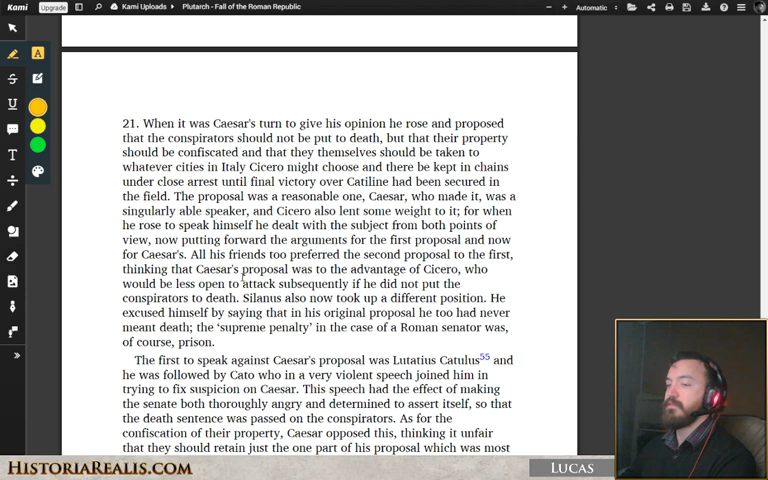 Kami
Upgrade
Kami Uploads > Plutarch - Fall of the Roman Republic
Automatic
A
T
21. When it was Caesar's turn to give his opinion he rose and proposed
that the conspirators should not be put to death, but that their property
should be confiscated and that they themselves should be taken to
whatever cities in Italy Cicero might choose and there be kept in chains
under close arrest until final victory over Catiline had been secured in
the field. The proposal was a reasonable one, Caesar, who made it, was a
singularly able speaker, and Cicero also lent some weight to it; for when
he rose to speak himself he dealt with the subject from both points of
view, now putting forward the arguments for the first proposal and now
for Caesar's. All his friends too preferred the second proposal to the first,
thinking that Caesar's proposal was to the advantage of Cicero, who
would be less open to attack subsequently if he did not put the
conspirators to death. Silanus also now took up a different position. He
excused himself by saying that in his original proposal he too had never
meant death; the ‘supreme penalty’ in the case of a Roman senator was,
of course, prison.
The first to speak against Caesar's proposal was Lutatius Catulus55 and
he was followed by Cato who in a very violent speech joined him in
trying to fix suspicion on Caesar. This speech had the effect of making
the senate both thoroughly angry and determined to assert itself, so that
the death sentence was passed on the conspirators. As for the
confiscation of their property, Caesar opposed this, thinking it unfair
that they should retain just the one part of his proposal which was most
HISTORIAREALIS.COM
LUCAS